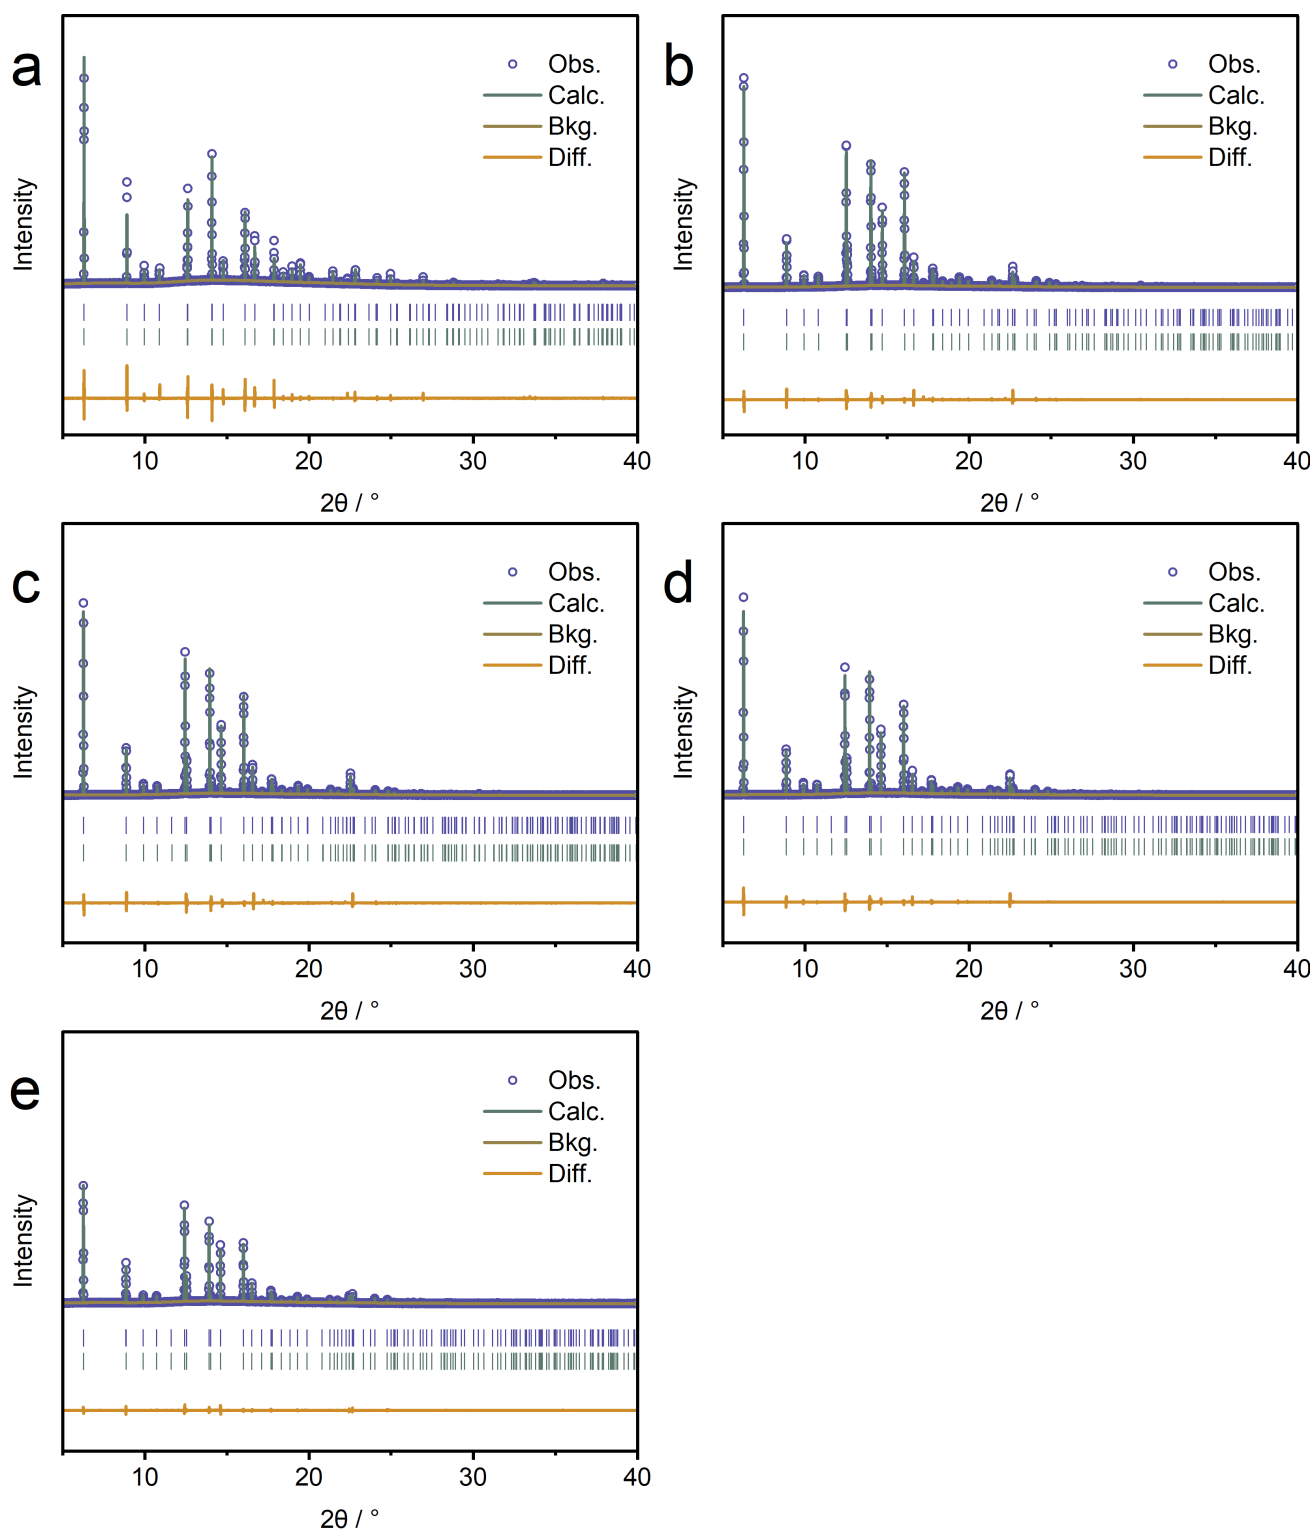 a
Obs.
Calc.
Bkg.
Diff.
Intensity
10
20
30
40
2θ / °
b
Obs.
Calc.
Bkg.
Diff.
Intensity
10
20
30
40
2θ / °
c
Obs.
Calc.
Bkg.
Diff.
Intensity
10
20
30
40
2θ / °
d
Obs.
Calc.
Bkg.
Diff.
Intensity
10
20
30
40
2θ / °
e
Obs.
Calc.
Bkg.
Diff.
Intensity
10
20
30
40
2θ / °